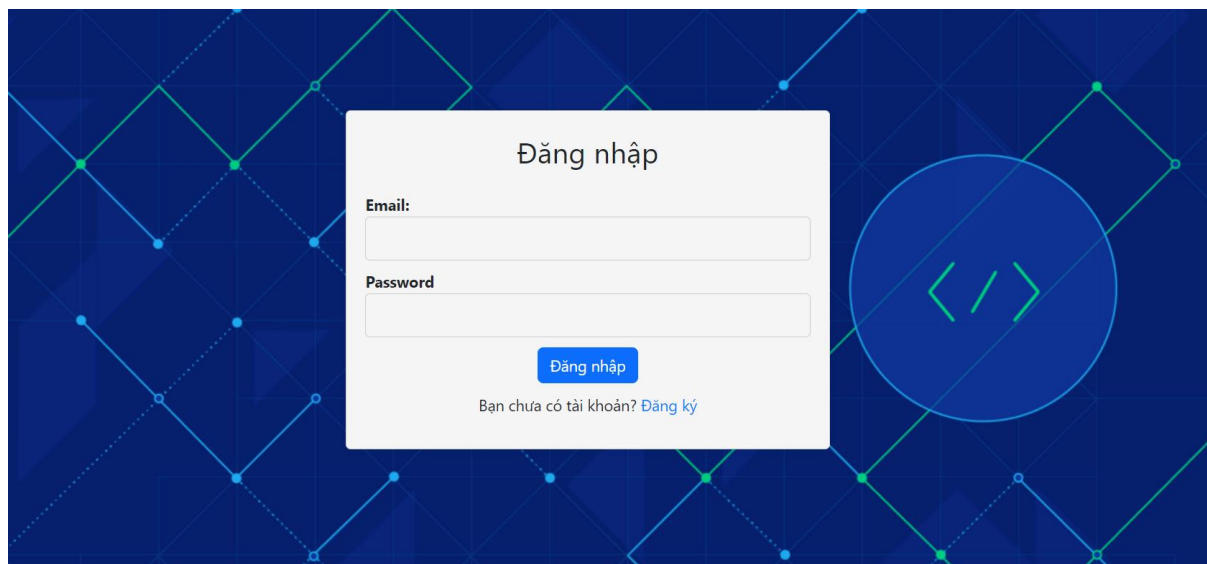 Đăng nhập
Email:
Password
Đăng nhập
Bạn chưa có tài khoản? Đăng ký